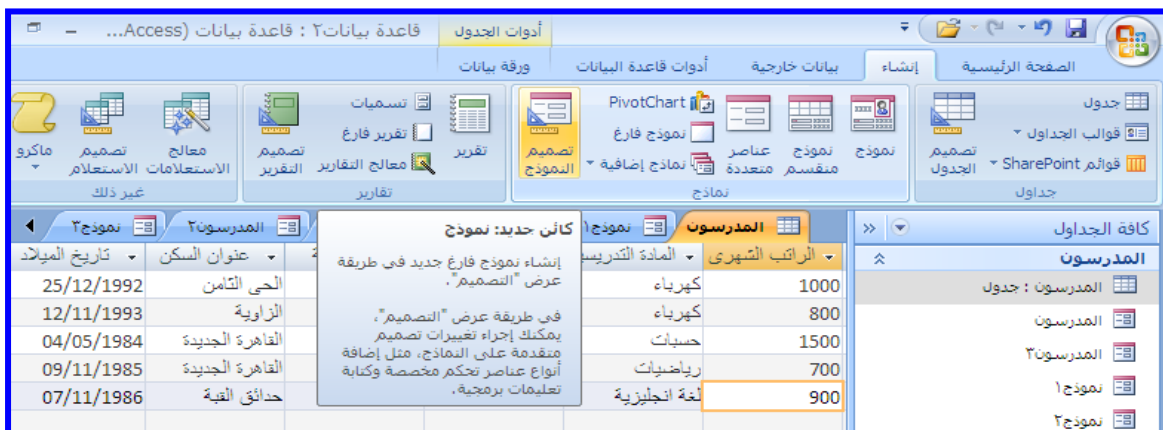 أدوات الجدول قاعدة بيانات٢ : قاعدة بيانات (Access...
الصفحة الرئيسية إنشاء بيانات خارجية أدوات قاعدة البيانات ورقة بيانات
جدول
قوالب الجداول
قوائم SharePoint
تصميم الجدول
جداول
نموذج
نموذج منقسم
عناصر متعددة
PivotChart
نموذج فارغ
نماذج إضافية
تصميم النموذج
نماذج
تقرير
تسميات
تقرير فارغ
معالج التقارير
تصميم التقرير
تقارير
معالج الاستعلامات
تصميم الاستعلام
ماكرو
غير ذلك
كافة الجداول
المدرسون
المدرسون : جدول
المدرسون
المدرسون٣
نموذج١
نموذج٢
المدرسون نموذج١ المدرسون٢ نموذج٣
الراتب الشهرى المادة التدريسي عنوان السكن تاريخ الميلاد
1000 كهرباء الحى الثامن 25/12/1992
800 كهرباء الزاوية 12/11/1993
1500 حسبات القاهرة الجديدة 04/05/1984
700 رياضيات القاهرة الجديدة 09/11/1985
900 لغة انجليزية حدائق القبة 07/11/1986
كائن جديد: نموذج
إنشاء نموذج فارغ جديد في طريقة
عرض "التصميم".
في طريقة عرض "التصميم"،
يمكنك إجراء تغييرات تصميم
متقدمة على النماذج، مثل إضافة
أنواع عناصر تحكم مخصصة وكتابة
تعليمات برمجية.